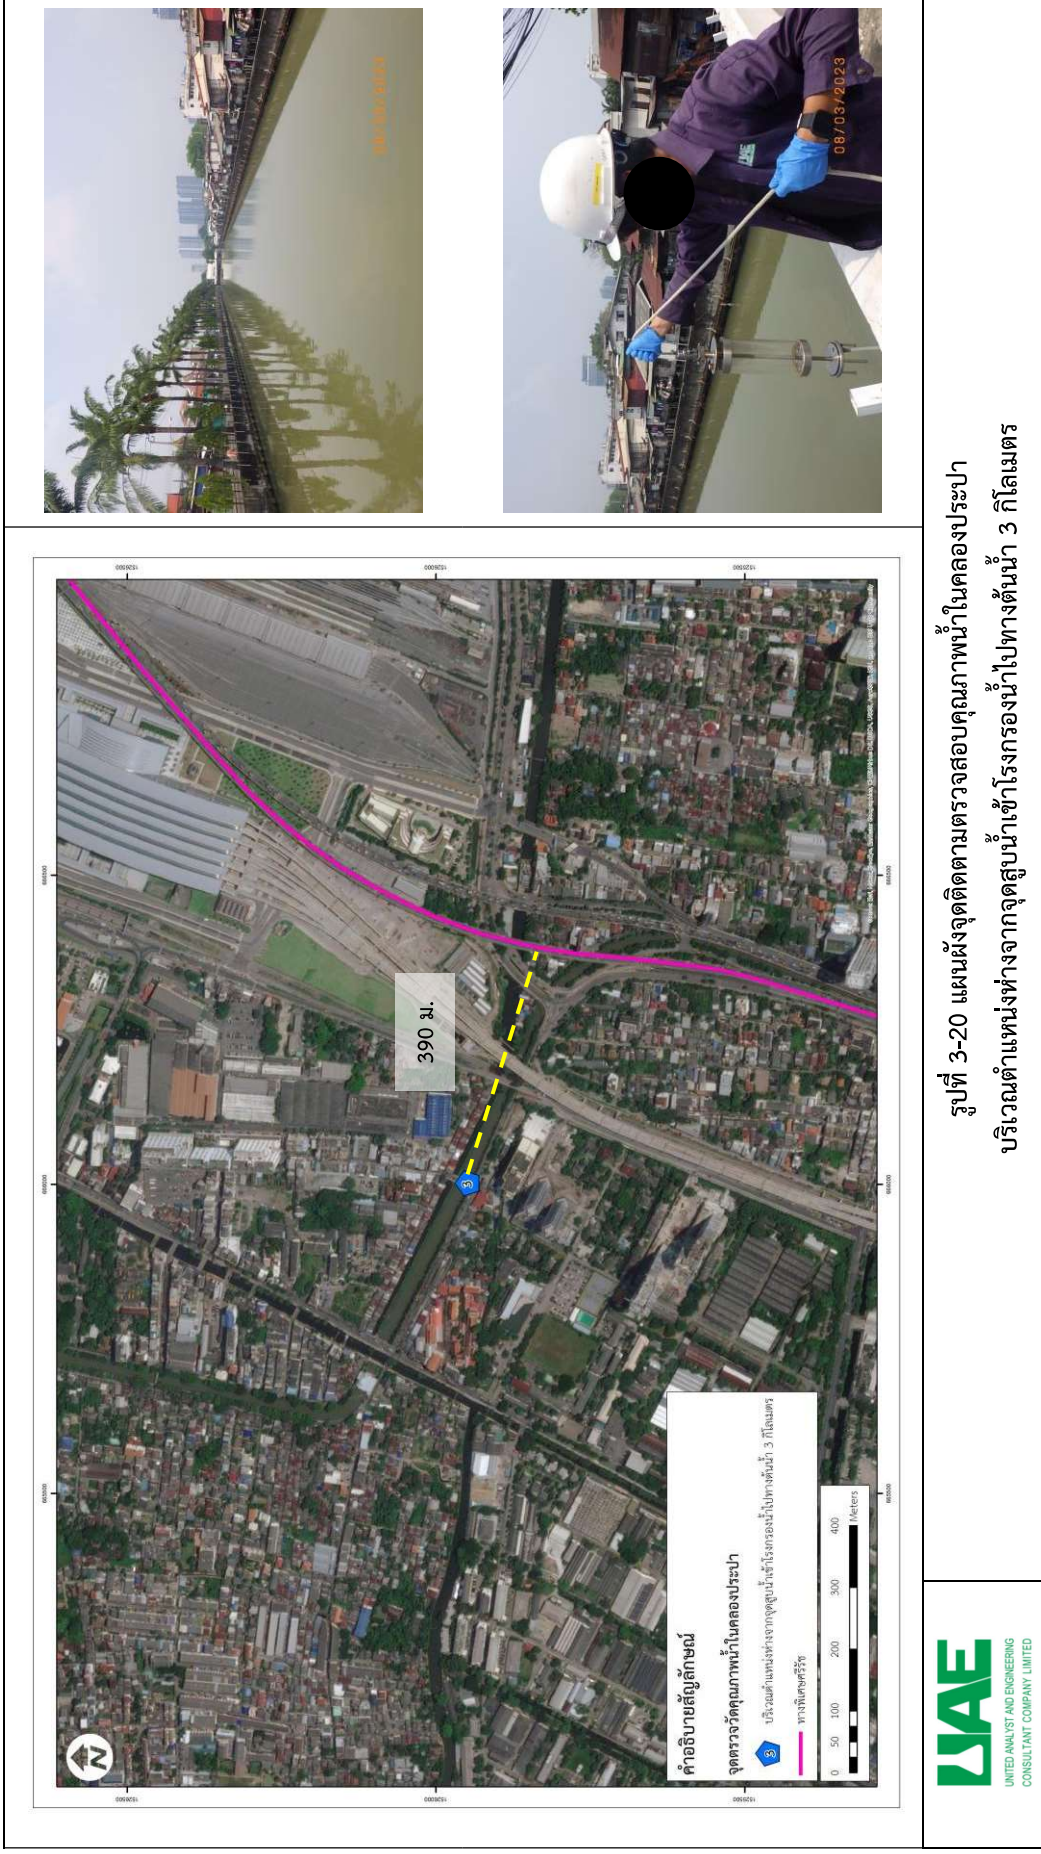 08/03/2023
08/03/2023
390 ม.
คำอธิบายสัญลักษณ์
จุดตรวจวัดคุณภาพน้ำในคลองประปา
3
บริเวณตำแหน่งห่างจากจุดสูบน้ำเข้าโรงกรองน้ำไปทางต้นน้ำ 3 กิโลเมตร
ทางพิเศษศรีรัช
0 50 100 200 300 400
Meters
N
3
รูปที่ 3-20 แผนผังจุดติดตามตรวจสอบคุณภาพน้ำในคลองประปา
บริเวณตำแหน่งห่างจากจุดสูบน้ำเข้าโรงกรองน้ำไปทางต้นน้ำ 3 กิโลเมตร
UAE
UNITED ANALYST AND ENGINEERING
CONSULTANT COMPANY LIMITED